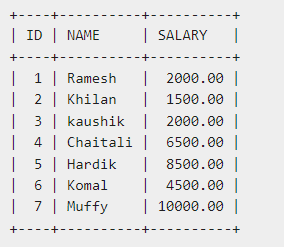 +----+----------+----------+
| ID | NAME     | SALARY   |
+----+----------+----------+
|  1 | Ramesh   |  2000.00 |
|  2 | Khilan   |  1500.00 |
|  3 | kaushik  |  2000.00 |
|  4 | Chaitali |  6500.00 |
|  5 | Hardik   |  8500.00 |
|  6 | Komal    |  4500.00 |
|  7 | Muffy    | 10000.00 |
+----+----------+----------+